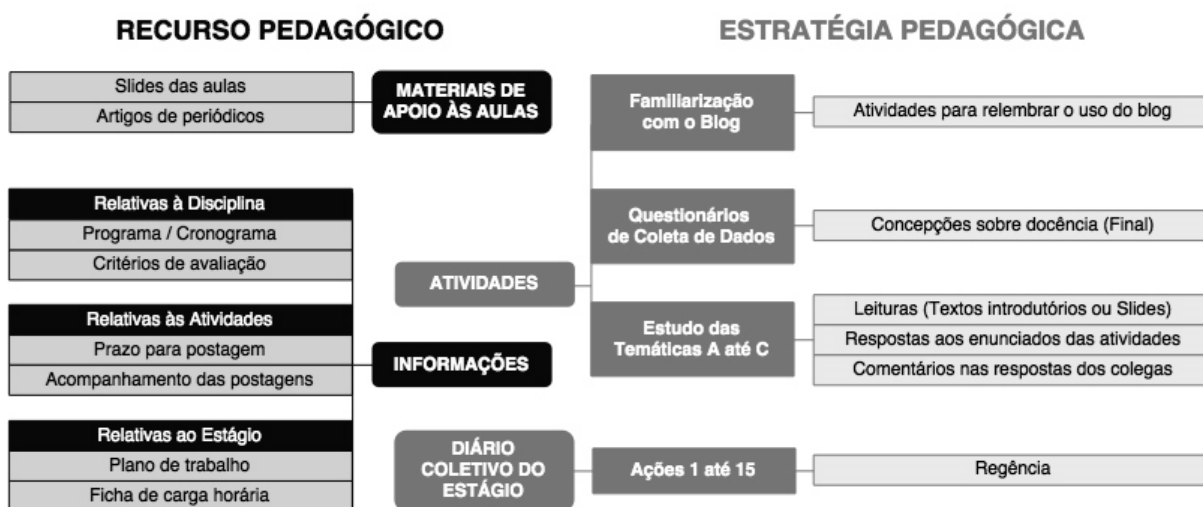 RECURSO PEDAGÓGICO
Slides das aulas
Artigos de periódicos
MATERIAIS DE
APOIO ÀS AULAS
Relativas à Disciplina
Programa / Cronograma
Critérios de avaliação
Relativas às Atividades
Prazo para postagem
Acompanhamento das postagens
INFORMAÇÕES
Relativas ao Estágio
Plano de trabalho
Ficha de carga horária
ESTRATÉGIA PEDAGÓGICA
ATIVIDADES
Familiarização
com o Blog
Atividades para relembrar o uso do blog
Questionários
de Coleta de Dados
Concepções sobre docência (Final)
Estudo das
Temáticas A até C
Leituras (Textos introdutórios ou Slides)
Respostas aos enunciados das atividades
Comentários nas respostas dos colegas
DIÁRIO
COLETIVO DO
ESTÁGIO
Ações 1 até 15
Regência